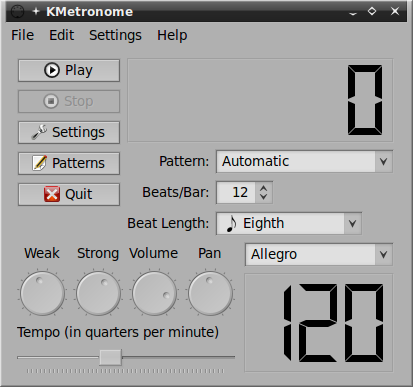 KMetronome
File Edit Settings Help
Play
0
Stop
Settings
Patterns
Pattern: Automatic
Quit
Beats/Bar: 12
Beat Length: Eighth
Weak Strong Volume Pan
Allegro
120
Tempo (in quarters per minute)